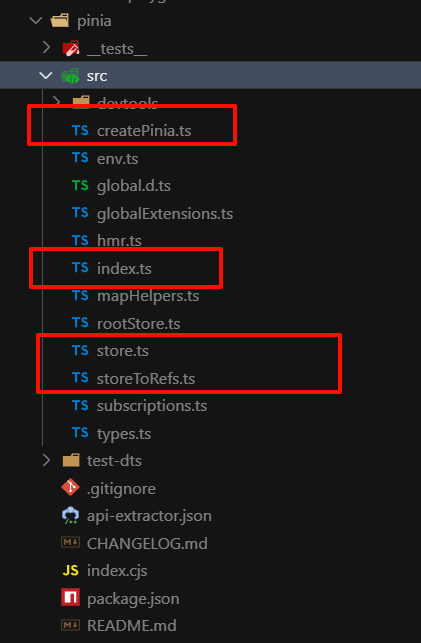 pinia
__tests__
src
devtools
TS createPinia.ts
TS env.ts
TS global.d.ts
TS globalExtensions.ts
TS hmr.ts
TS index.ts
TS mapHelpers.ts
TS rootStore.ts
TS store.ts
TS storeToRefs.ts
TS subscriptions.ts
TS types.ts
test-dts
.gitignore
api-extractor.json
CHANGELOG.md
JS index.cjs
package.json
README.md